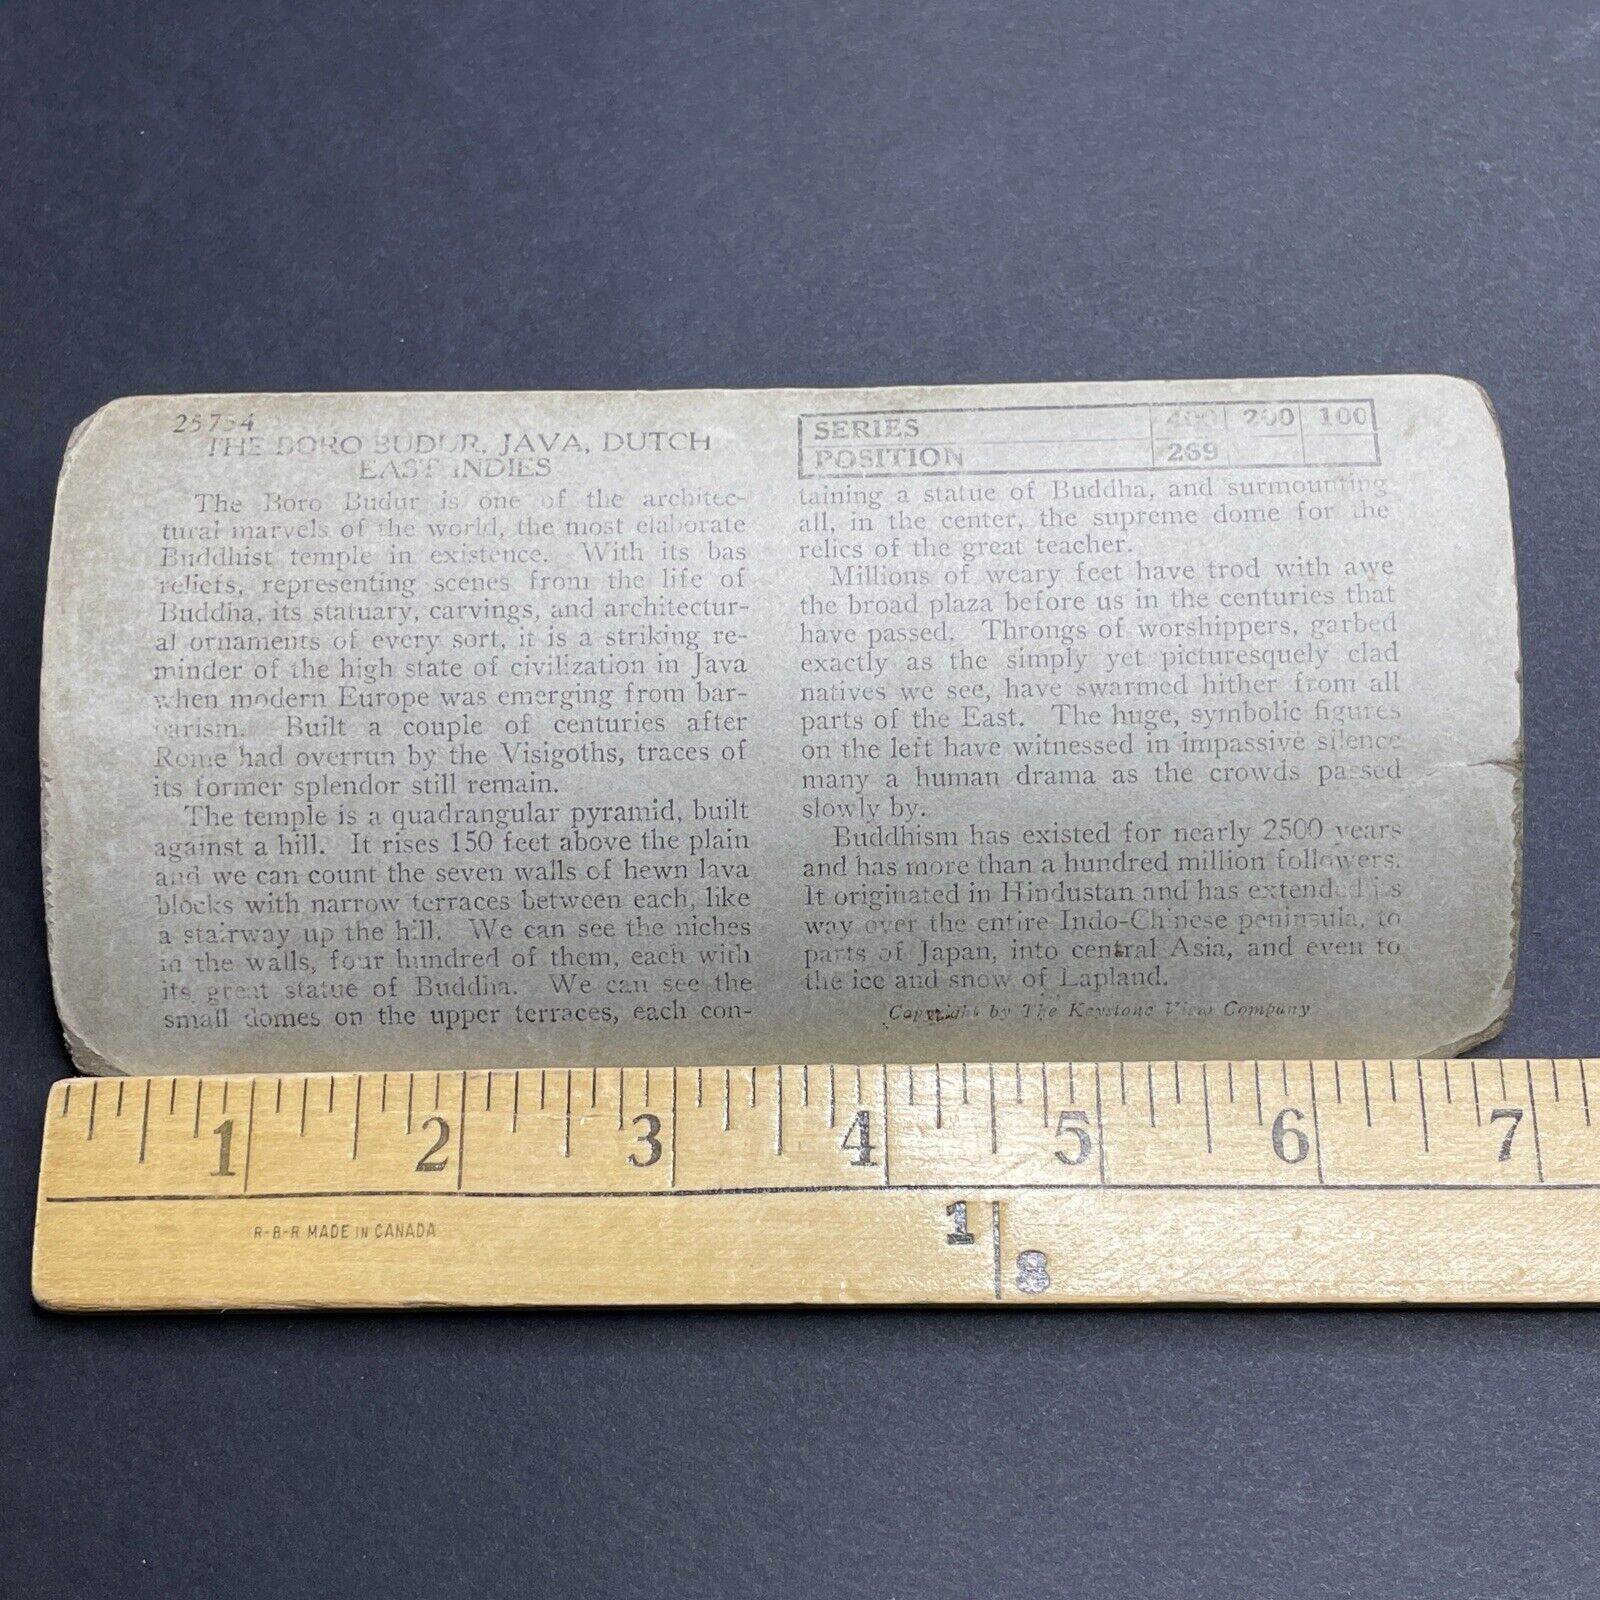 25754
THE BORO BUDUR, JAVA, DUTCH
EAST INDIES
The Boro Budur is one of the architec-
tural marvels of the world, the most elaborate
Buddhist temple in existence. With its bas
reliefs, representing scenes from the life of
Buddha, its statuary, carvings, and architectur-
al ornaments of every sort, it is a striking re-
minder of the high state of civilization in Java
when modern Europe was emerging from bar-
barism. Built a couple of centuries after
Rome had overrun by the Visigoths, traces of
its former splendor still remain.
The temple is a quadrangular pyramid, built
against a hill. It rises 150 feet above the plain
and we can count the seven walls of hewn lava
blocks with narrow terraces between each, like
a stairway up the hill. We can see the niches
in the walls, four hundred of them, each with
its great statue of Buddha. We can see the
small domes on the upper terraces, each con-
SERIES 400 200 100
POSITION 269
taining a statue of Buddha, and surmounting
all, in the center, the supreme dome for the
relics of the great teacher.
Millions of weary feet have trod with awe
the broad plaza before us in the centuries that
have passed. Throngs of worshippers, garbed
exactly as the simply yet picturesquely clad
natives we see, have swarmed hither from all
parts of the East. The huge, symbolic figures
on the left have witnessed in impassive silence
many a human drama as the crowds passed
slowly by.
Buddhism has existed for nearly 2500 years
and has more than a hundred million followers.
It originated in Hindustan and has extended its
way over the entire Indo-Chinese peninsula, to
parts of Japan, into central Asia, and even to
the ice and snow of Lapland.
Copyright by The Keystone View Company
1 2 3 4 5 6 7
R-B-R MADE IN CANADA
1
8